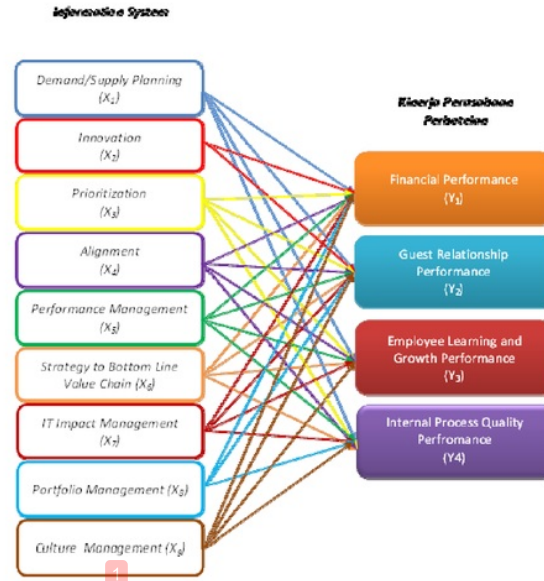 Information System
Demand/Supply Planning
(X1)
Innovation
(X2)
Prioritization
(X3)
Alignment
(X4)
Performance Management
(X5)
Strategy to Bottom Line
Value Chain (X6)
IT Impact Management
(X7)
Portfolio Management (X8)
Culture Management (X9)
Kinerja Perusahaan
Perhotelan
Financial Performance
(Y1)
Guest Relationship
Performance
(Y2)
Employee Learning and
Growth Performance
(Y3)
Internal Process Quality
Perfromance
(Y4)
1